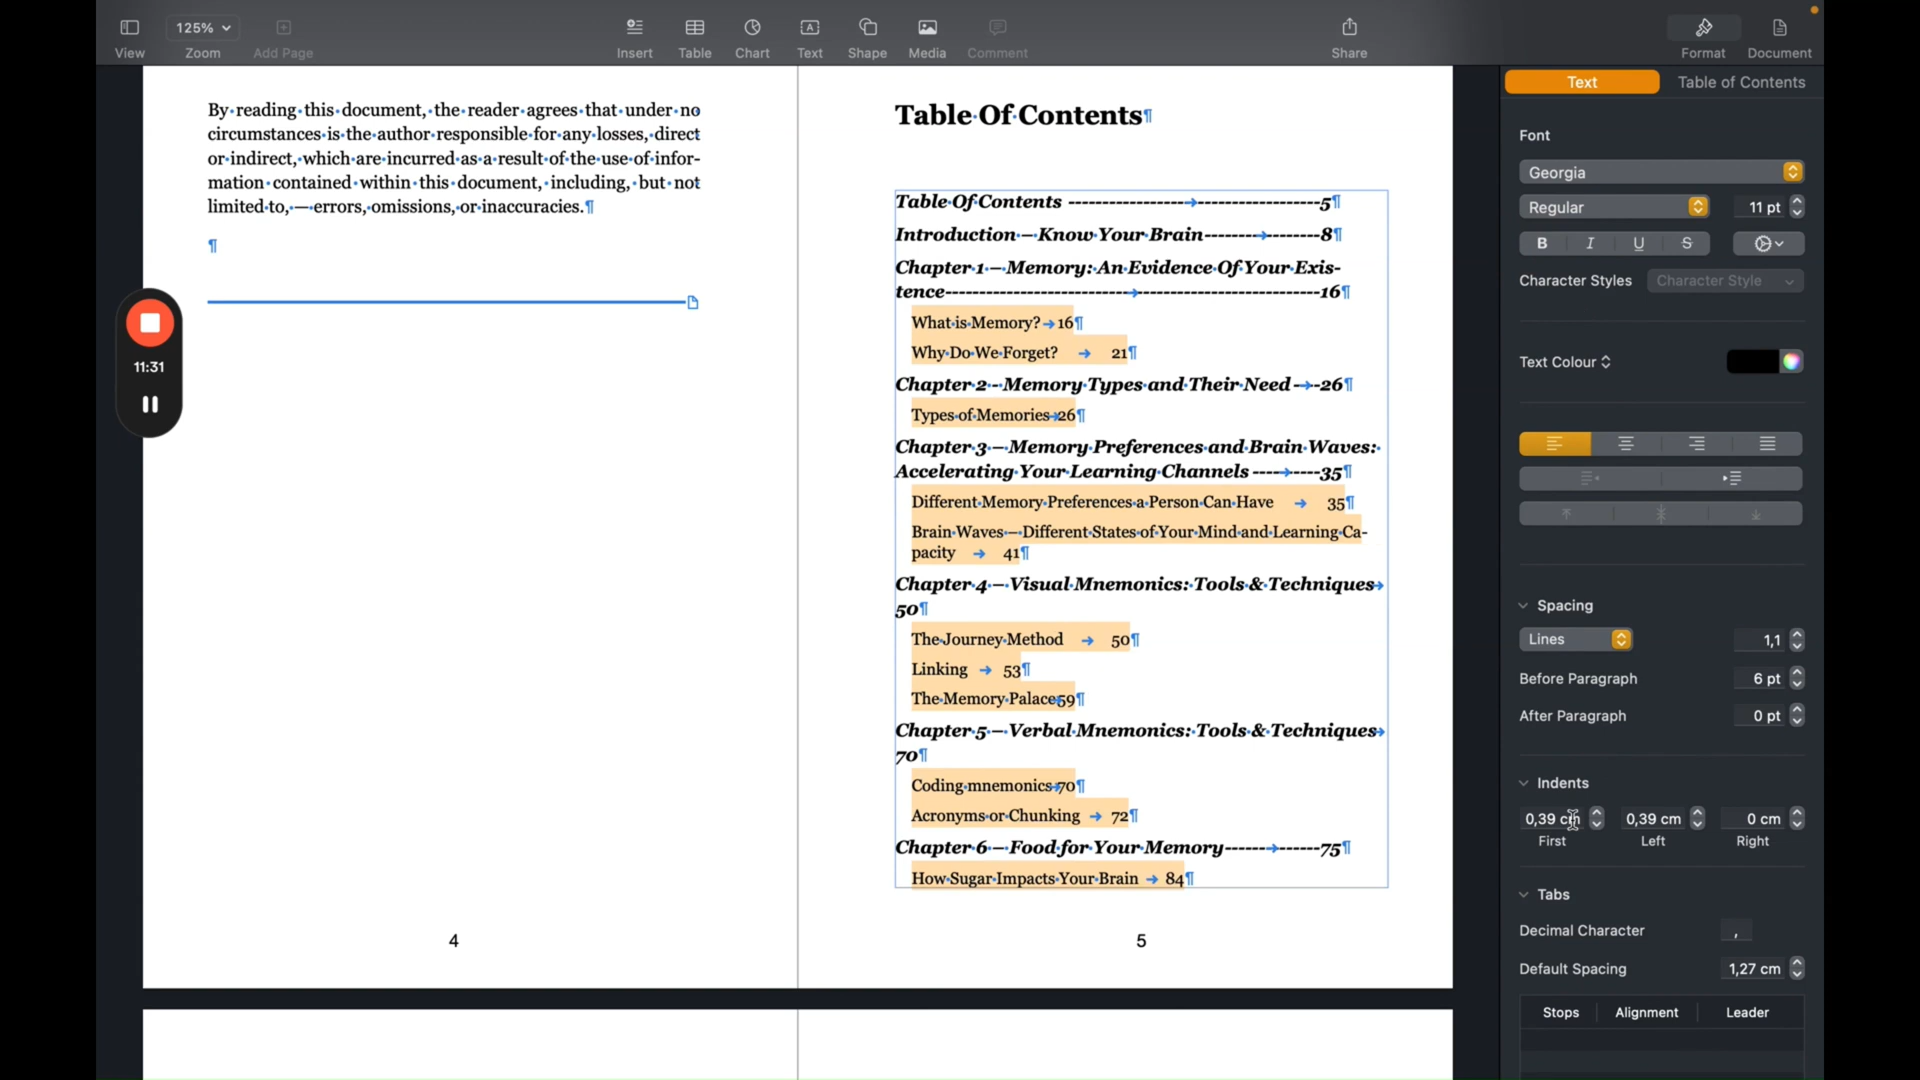 View
125%
Zoom
Add Page
Insert
Table
Chart
Text
Shape
Media
Comment
Share
Format
Document
Text
Table of Contents
By reading this document, the reader agrees that under no
circumstances is the author responsible for any losses, direct
or indirect, which are incurred as a result of the use of infor-
mation contained within this document, including, but not
limited to, — errors, omissions, or inaccuracies.¶
¶
11:31
4
Table Of Contents¶
Table Of Contents --------------------→--------------------5¶
Introduction – Know Your Brain---------→---------8¶
Chapter 1 – Memory: An Evidence Of Your Exis-
tence------------------------------→------------------------------16¶
What is Memory? → 16¶
Why Do We Forget? → 21¶
Chapter 2 - Memory Types and Their Need -→-26¶
Types of Memories→26¶
Chapter 3 – Memory Preferences and Brain Waves:
Accelerating Your Learning Channels ----→----35¶
Different Memory Preferences a Person Can Have → 35¶
Brain Waves – Different States of Your Mind and Learning Ca-
pacity → 41¶
Chapter 4 – Visual Mnemonics: Tools & Techniques→
50¶
The Journey Method → 50¶
Linking → 53¶
The Memory Palace→59¶
Chapter 5 – Verbal Mnemonics: Tools & Techniques→
70¶
Coding mnemonics→70¶
Acronyms or Chunking → 72¶
Chapter 6 – Food for Your Memory------→------75¶
How Sugar Impacts Your Brain → 84¶
5
Font
Georgia
Regular
11 pt
B I U S
Character Styles
Character Style
Text Colour
Spacing
Lines
1,1
Before Paragraph
6 pt
After Paragraph
0 pt
Indents
0,39 cm
0,39 cm
0 cm
First
Left
Right
Tabs
Decimal Character
,
Default Spacing
1,27 cm
Stops
Alignment
Leader